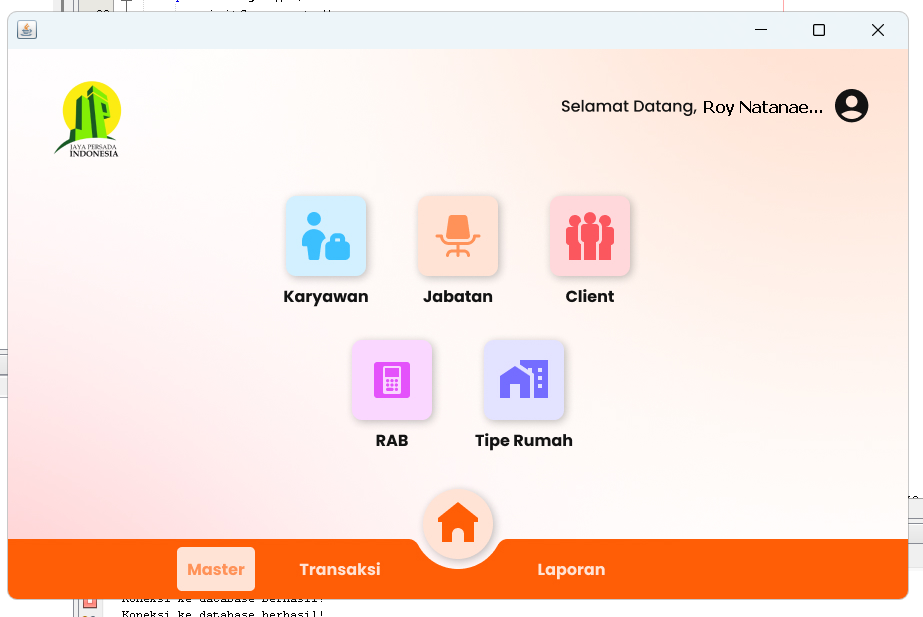 Selamat Datang, Roy Natanae...
JAYA PERSADA
INDONESIA
Karyawan
Jabatan
Client
RAB
Tipe Rumah
Master
Transaksi
Laporan
Koneksi ke database berhasil!
Koneksi ke database berhasil!